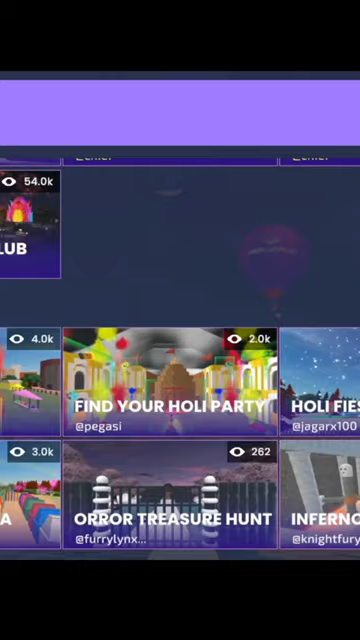 54.0k
LUB
4.0k
2.0k
FIND YOUR HOLI PARTY
@pegasi
HOLI FIES
@jagarx100
3.0k
262
A
ORROR TREASURE HUNT
@furrylynx...
INFERNO
@knightfury